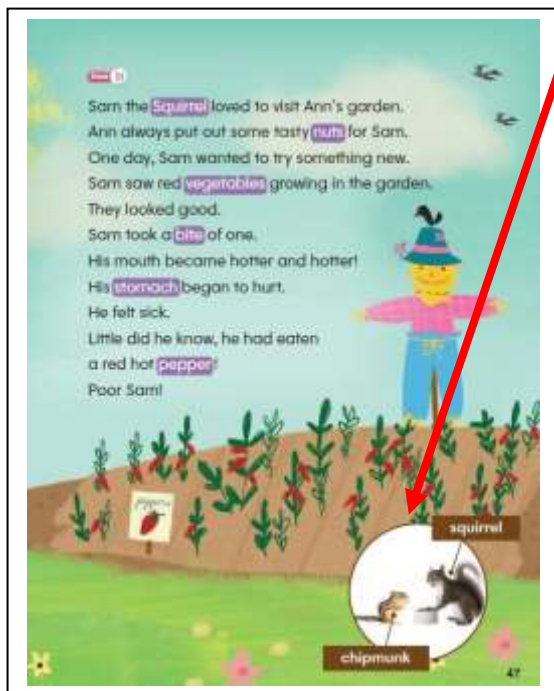 Sam the Squirrel loved to visit Ann's garden.
Ann always put out some tasty nuts for Sam.
One day, Sam wanted to try something new.
Sam saw red vegetables growing in the garden.
They looked good.
Sam took a bite of one.
His mouth became hotter and hotter!
His stomach began to hurt.
He felt sick.
Little did he know, he had eaten
a red hot pepper!
Poor Sam!
peppers
squirrel
chipmunk
47